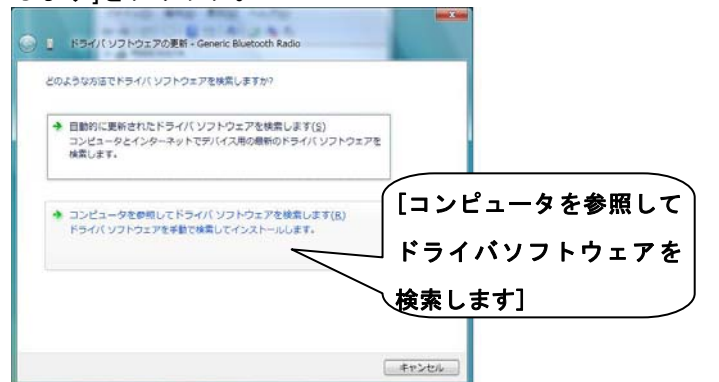 ドライバ ソフトウェアの更新 - Generic Bluetooth Radio
どのような方法でドライバ ソフトウェアを検索しますか?
自動的に更新されたドライバ ソフトウェアを検索します(S)
コンピュータとインターネットでデバイス用の最新のドライバ ソフトウェアを
検索します。
コンピュータを参照してドライバ ソフトウェアを検索します(R)
ドライバ ソフトウェアを手動で検索してインストールします。
[コンピュータを参照して
ドライバソフトウェアを
検索します]
キャンセル